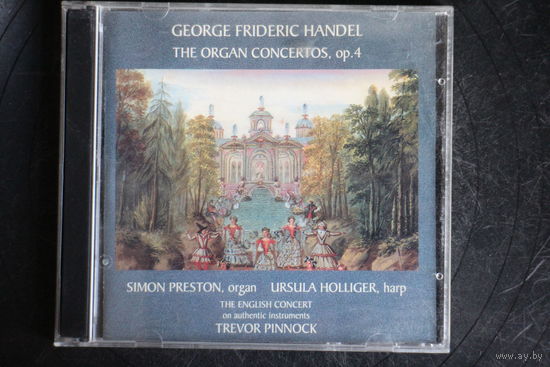 GEORGE FRIDERIC HANDEL
THE ORGAN CONCERTOS, op.4
SIMON PRESTON, organ URSULA HOLLIGER, harp
THE ENGLISH CONCERT
on authentic instruments
TREVOR PINNOCK
www.ay.by